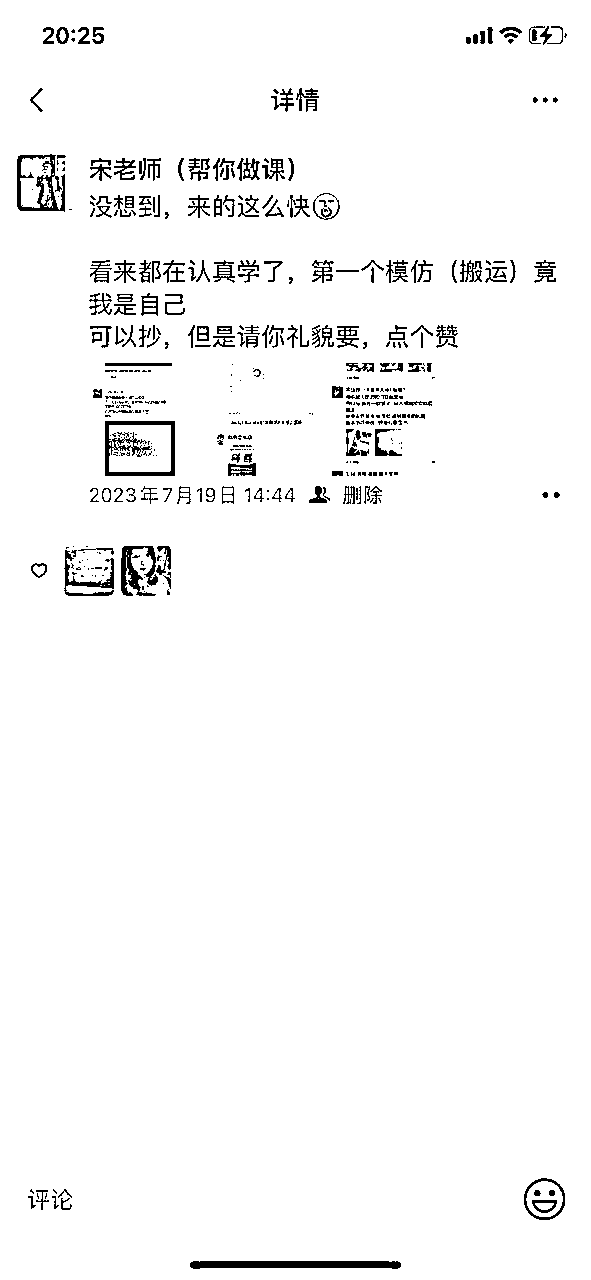 20:25
详情
宋老师（帮你做课）
没想到，来的这么快
看来都在认真学了，第一个模仿（搬运）竟
我是自己
可以抄，但是请你礼貌要，点个赞
2023年7月19日 14:44 删除
评论